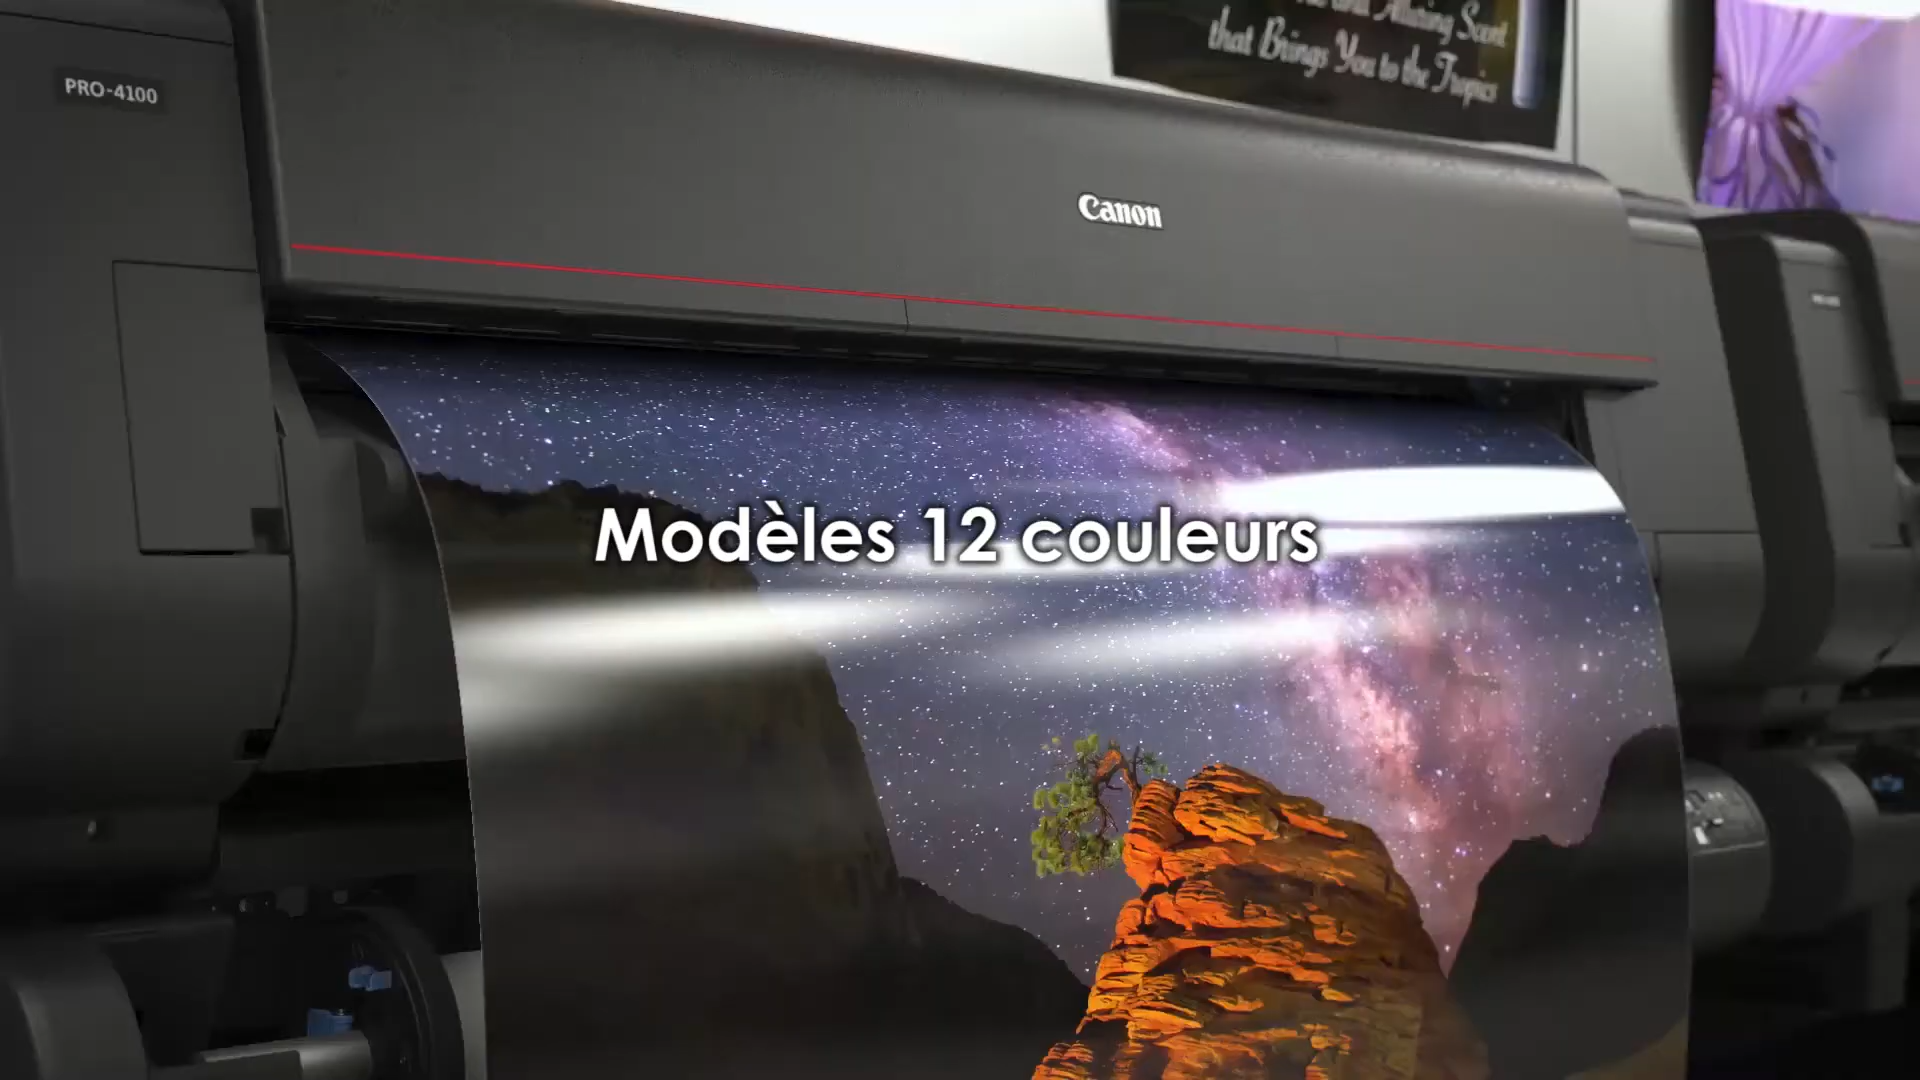 that Brings You to the Tropics
PRO-4100
Canon
Modèles 12 couleurs